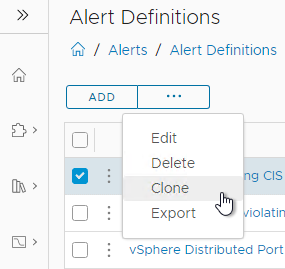 Alert Definitions
/ Alerts / Alert Definitions
ADD ...
Edit
Delete
Clone ng CIS
Export violatin
vSphere Distributed Port